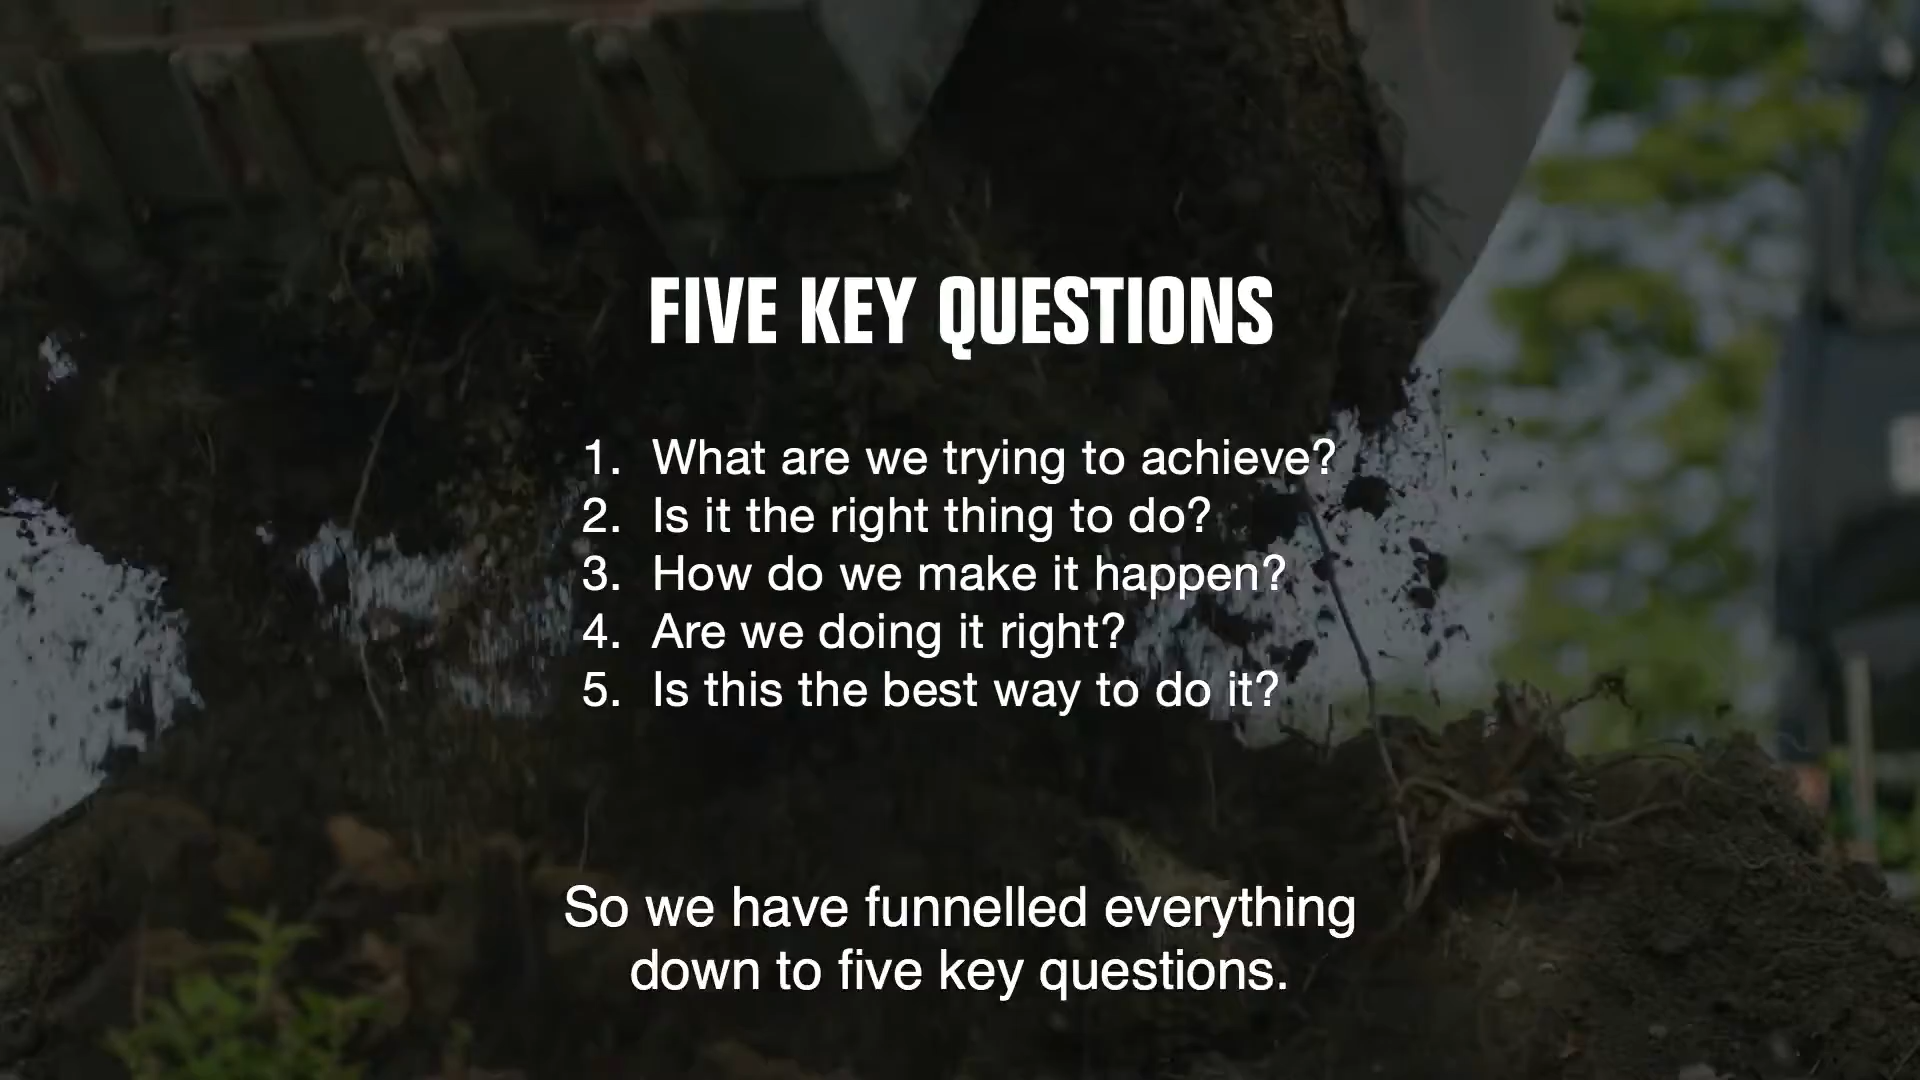 FIVE KEY QUESTIONS
1. What are we trying to achieve?
2. Is it the right thing to do?
3. How do we make it happen?
4. Are we doing it right?
5. Is this the best way to do it?
So we have funnelled everything
down to five key questions.